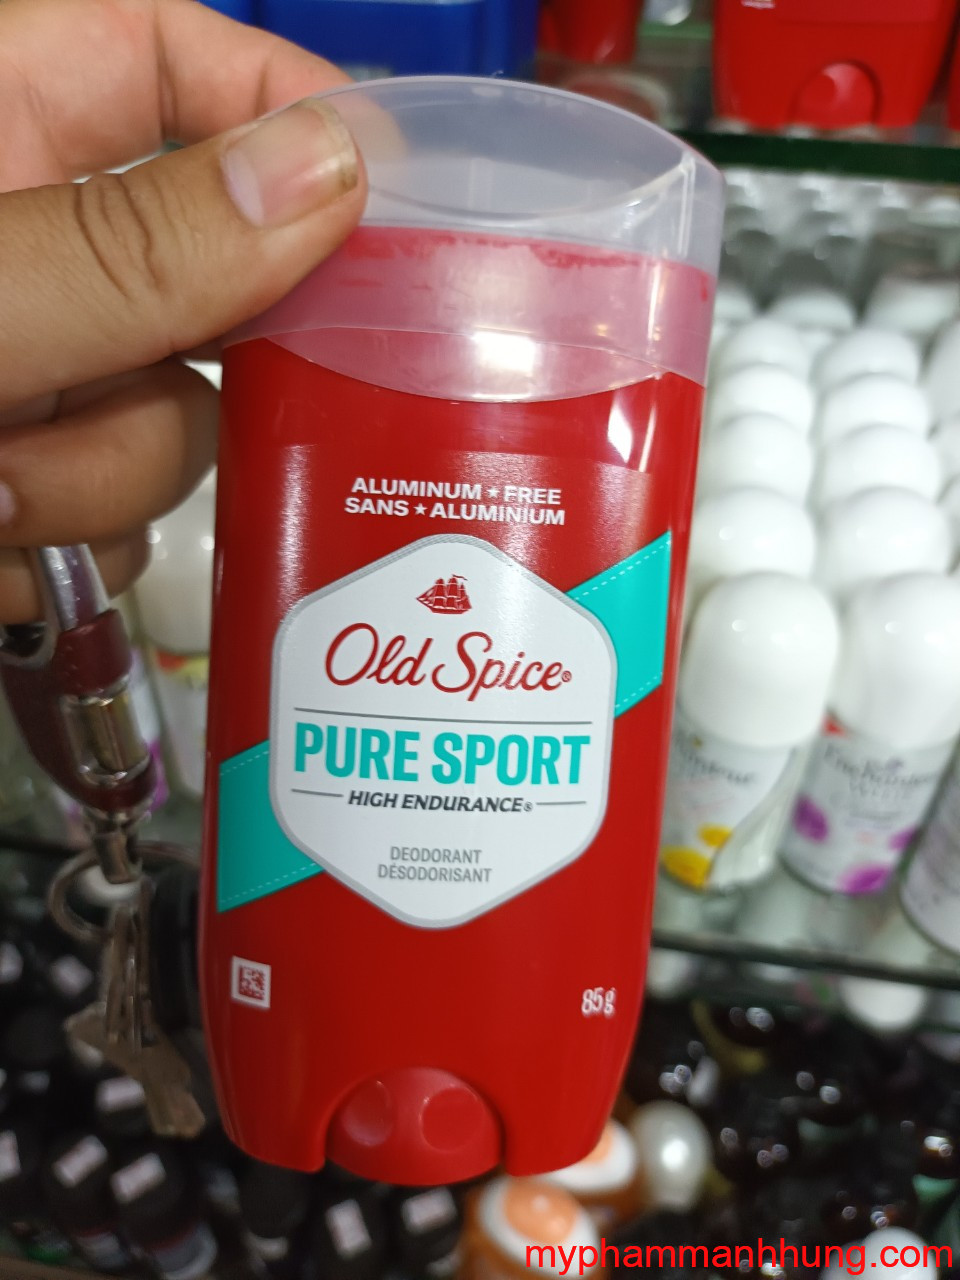 ALUMINUM ★ FREE
SANS ★ ALUMINIUM
Old Spice®
PURE SPORT
HIGH ENDURANCE®
DEODORANT
DÉSODORISANT
85g
myphammanhhung.com